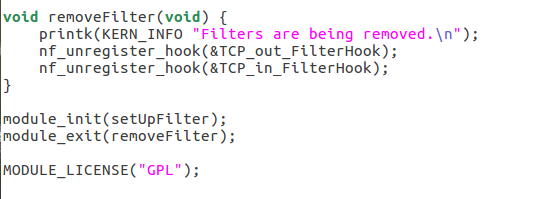 void removeFilter(void) {
    printk(KERN_INFO "Filters are being removed.\n");
    nf_unregister_hook(&TCP_out_FilterHook);
    nf_unregister_hook(&TCP_in_FilterHook);
}
module_init(setUpFilter);
module_exit(removeFilter);
MODULE_LICENSE("GPL");